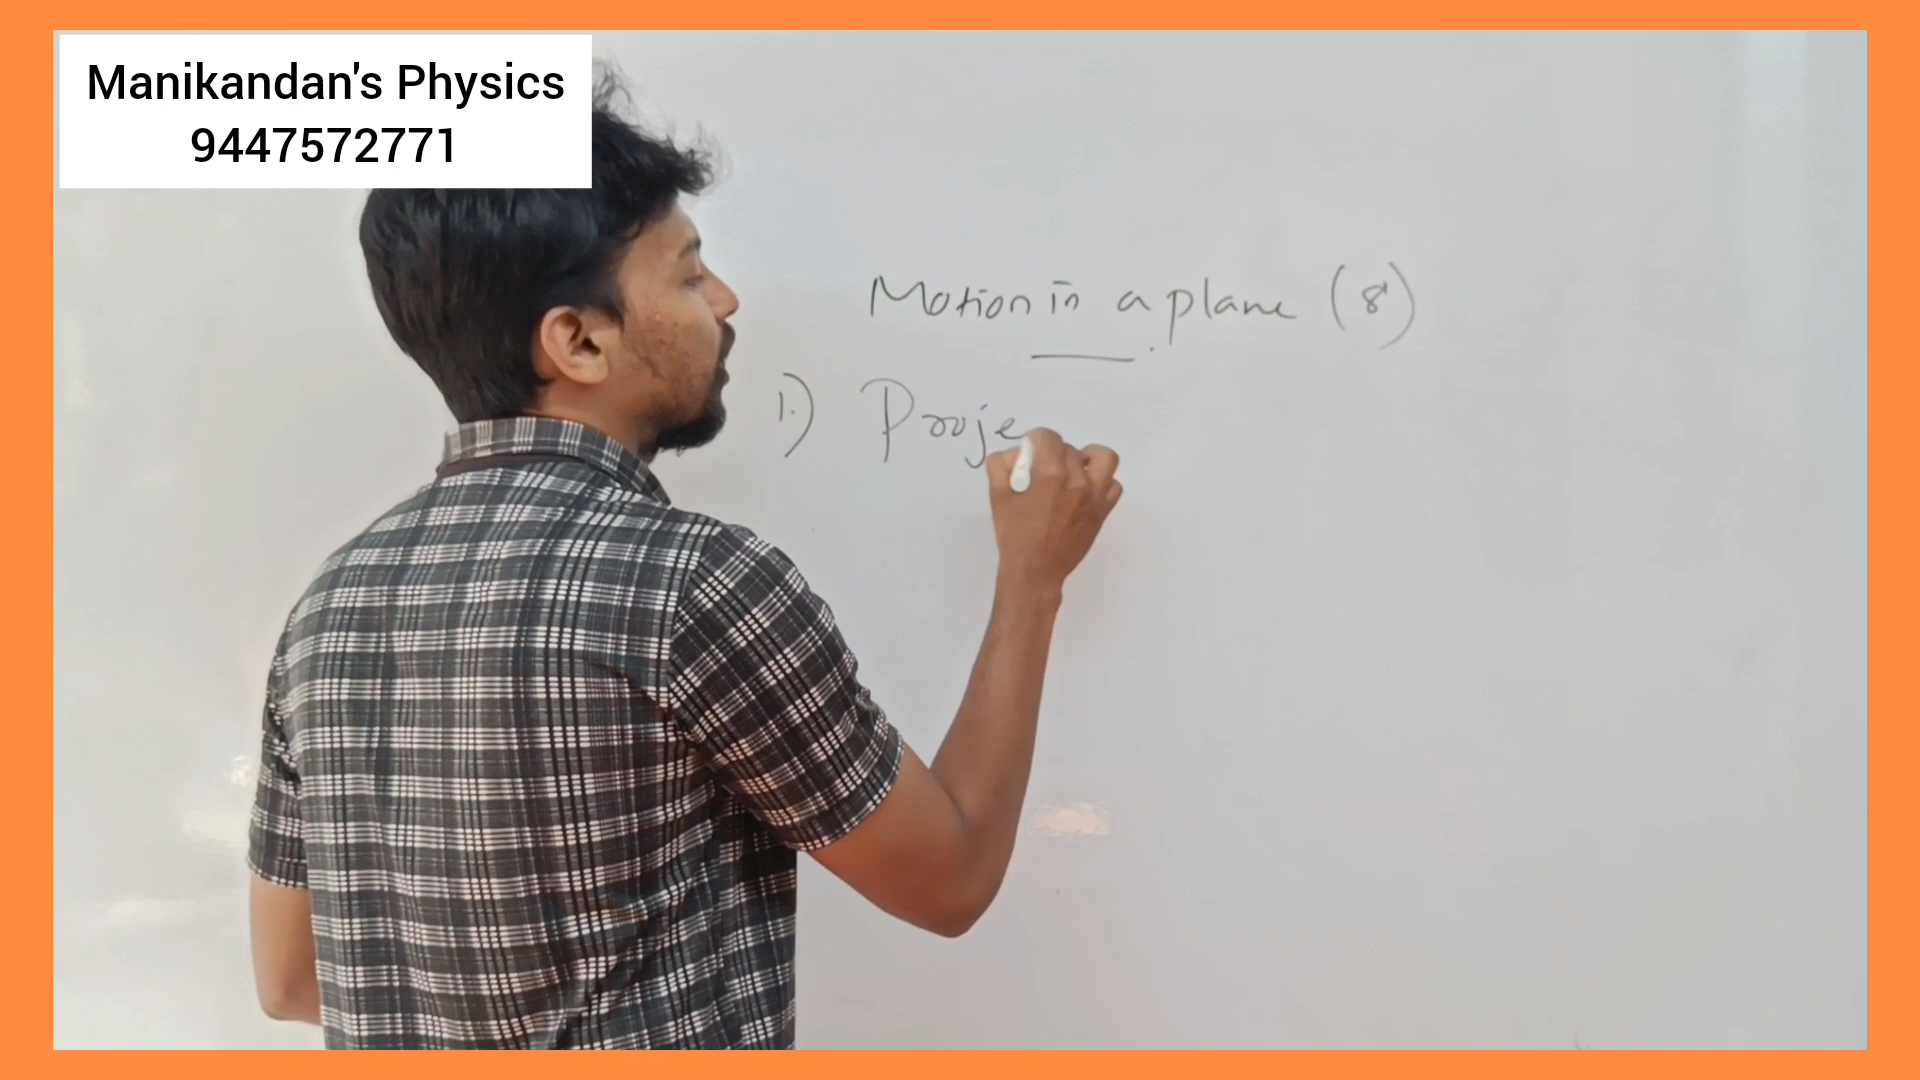 Manikandan's Physics
9447572771
Motion in a plane (8)
1.) Proje